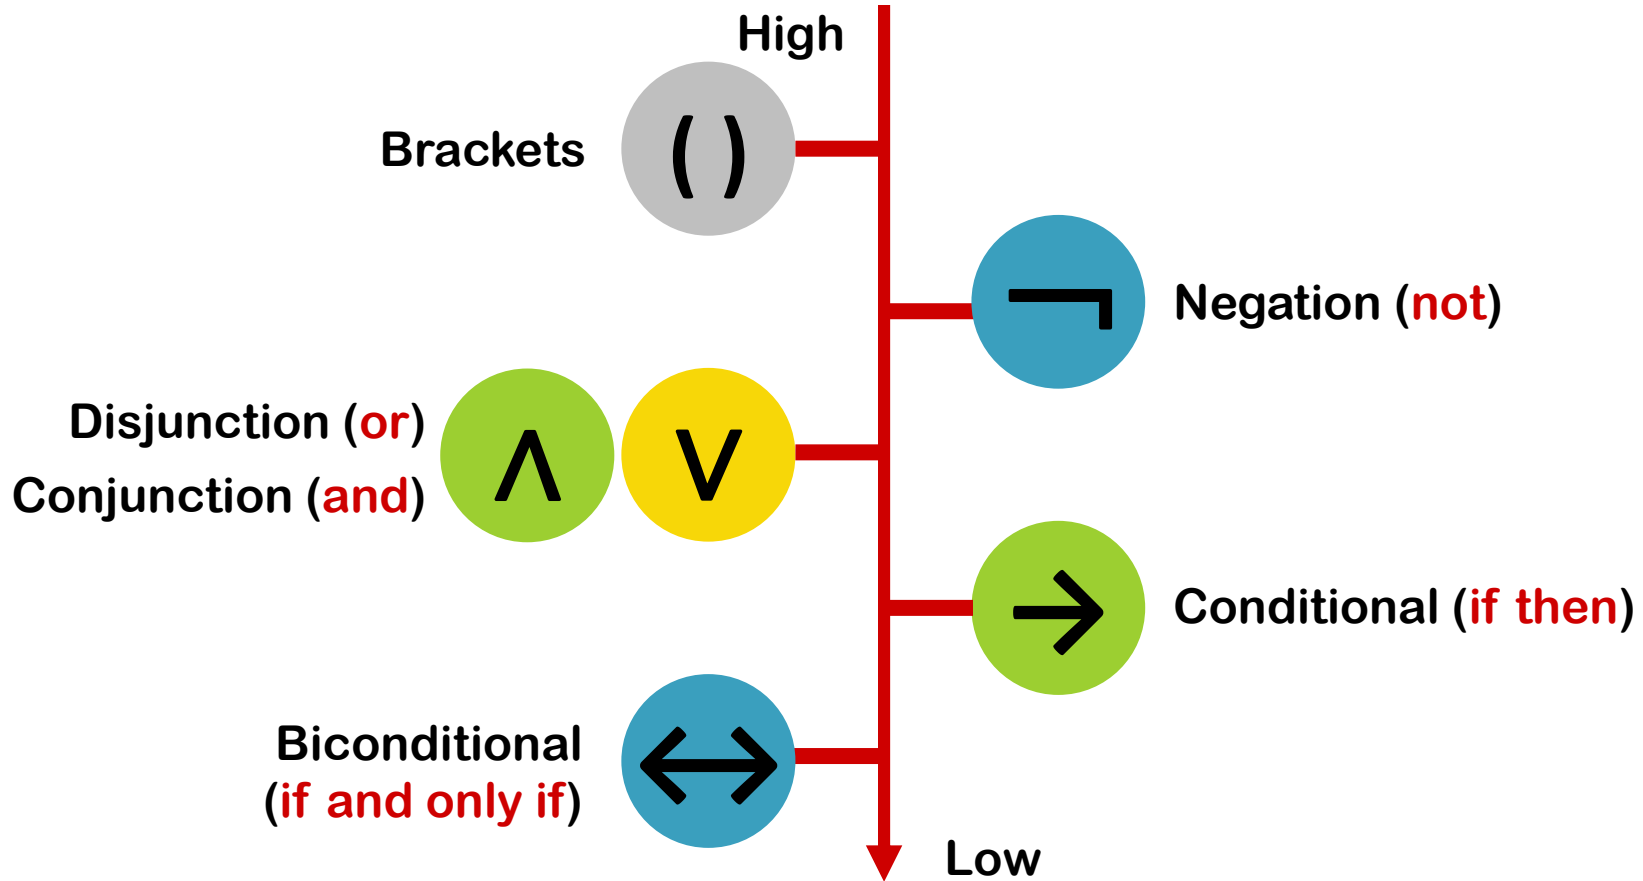 High
Brackets ( )
¬ Negation (not)
Disjunction (or)
Conjunction (and)
∧ ∨
→ Conditional (if then)
Biconditional
(if and only if)
↔
Low